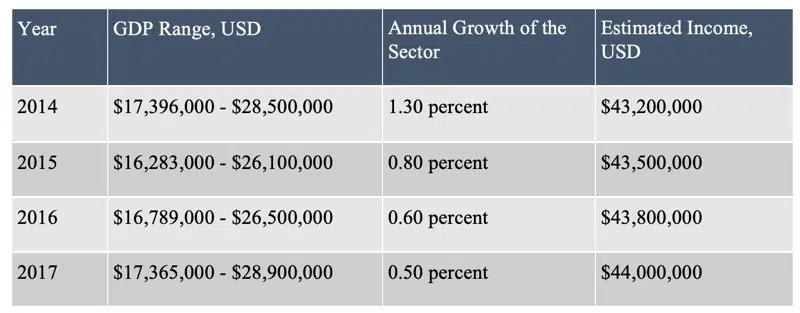 Year GDP Range, USD Annual Growth of the Sector Estimated Income, USD
2014 $17,396,000 - $28,500,000 1.30 percent $43,200,000
2015 $16,283,000 - $26,100,000 0.80 percent $43,500,000
2016 $16,789,000 - $26,500,000 0.60 percent $43,800,000
2017 $17,365,000 - $28,900,000 0.50 percent $44,000,000